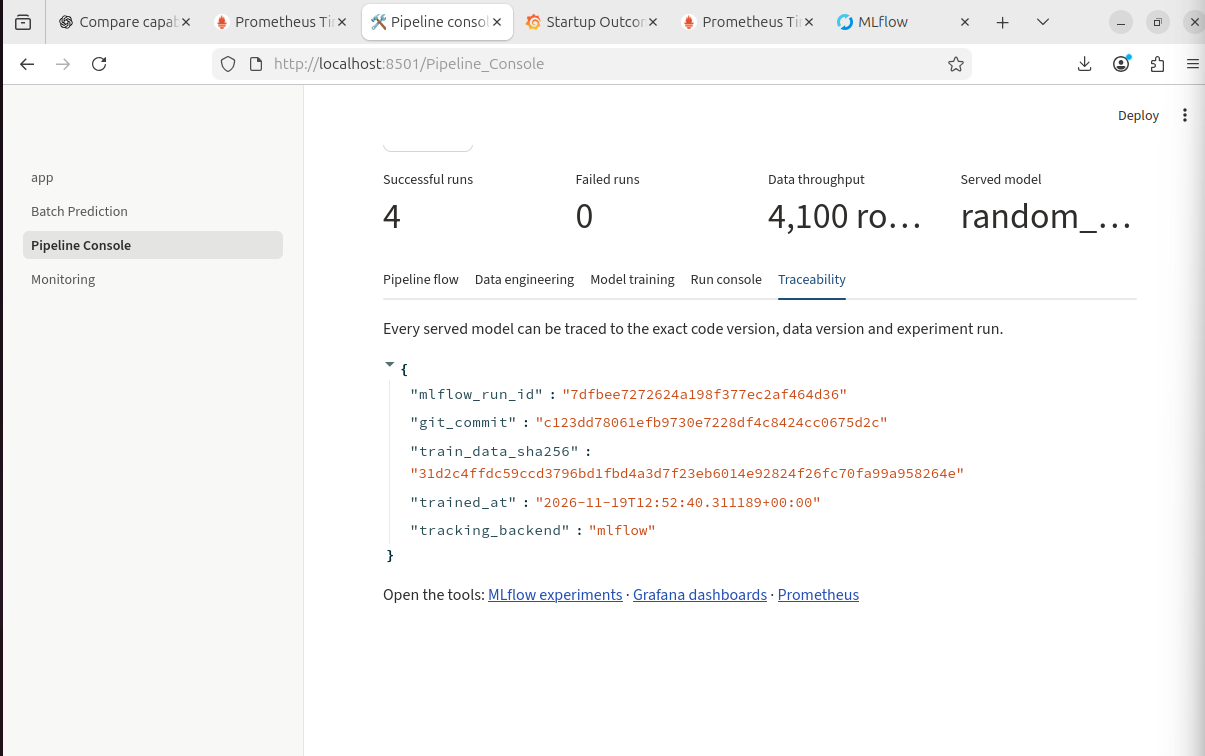 Compare capab
Prometheus Tim
Pipeline consol
Startup Outcor
Prometheus Tim
MLflow
http://localhost:8501/Pipeline_Console
Deploy
app
Batch Prediction
Pipeline Console
Monitoring
Successful runs
Failed runs
Data throughput
Served model
4
0
4,100 ro…
random_…
Pipeline flow
Data engineering
Model training
Run console
Traceability
Every served model can be traced to the exact code version, data version and experiment run.
{
"mlflow_run_id" : "7dfbee7272624a198f377ec2af464d36"
"git_commit" : "c123dd78061efb9730e7228df4c8424cc0675d2c"
"train_data_sha256" :
"31d2c4ffdc59ccd3796bd1fbd4a3d7f23eb6014e92824f26fc70fa99a958264e"
"trained_at" : "2026-11-19T12:52:40.311189+00:00"
"tracking_backend" : "mlflow"
}
Open the tools: MLflow experiments · Grafana dashboards · Prometheus